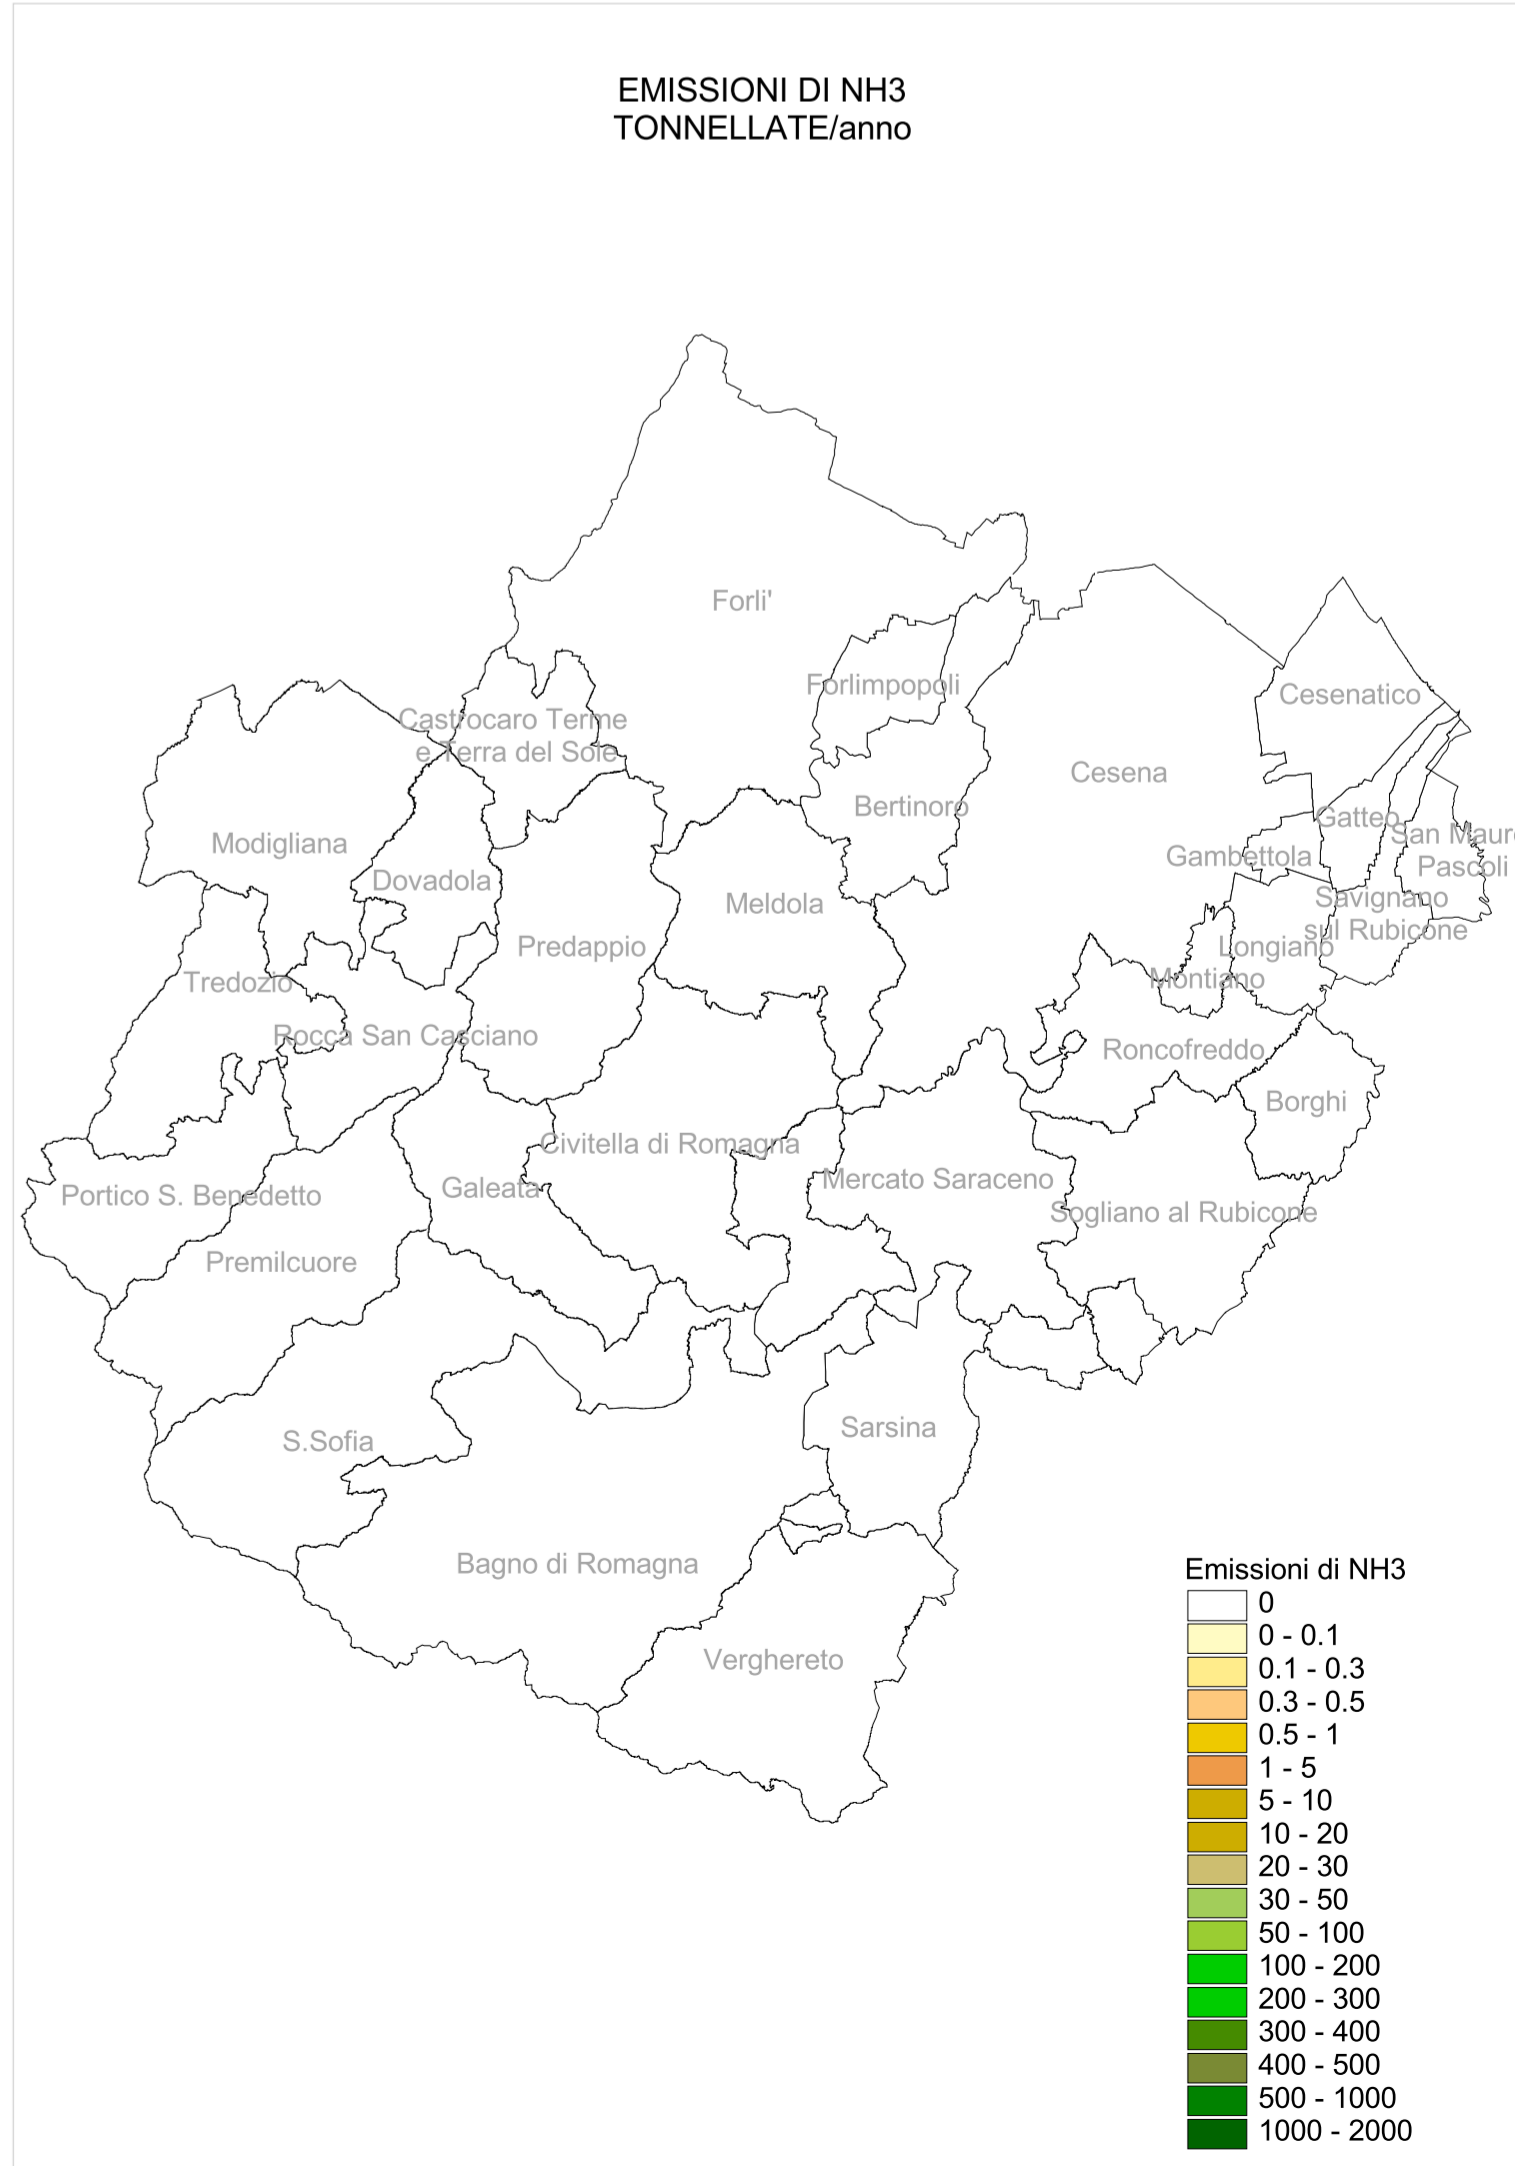 EMISSIONI DI NH3
TONNELLATE/anno
Forli'
Forlimpopoli
Cesenatico
Castrocaro Terme
e Terra del Sole
Cesena
Bertinoro
Gatteo
San Mauro
Pascoli
Modigliana
Gambettola
Dovadola
Meldola
Savignano
sul Rubicone
Predappio
Longiano
Montiano
Tredozio
Rocca San Casciano
Roncofreddo
Borghi
Civitella di Romagna
Mercato Saraceno
Galeata
Portico S. Benedetto
Sogliano al Rubicone
Premilcuore
Sarsina
S.Sofia
Bagno di Romagna
Verghereto
Emissioni di NH3
0
0 - 0.1
0.1 - 0.3
0.3 - 0.5
0.5 - 1
1 - 5
5 - 10
10 - 20
20 - 30
30 - 50
50 - 100
100 - 200
200 - 300
300 - 400
400 - 500
500 - 1000
1000 - 2000